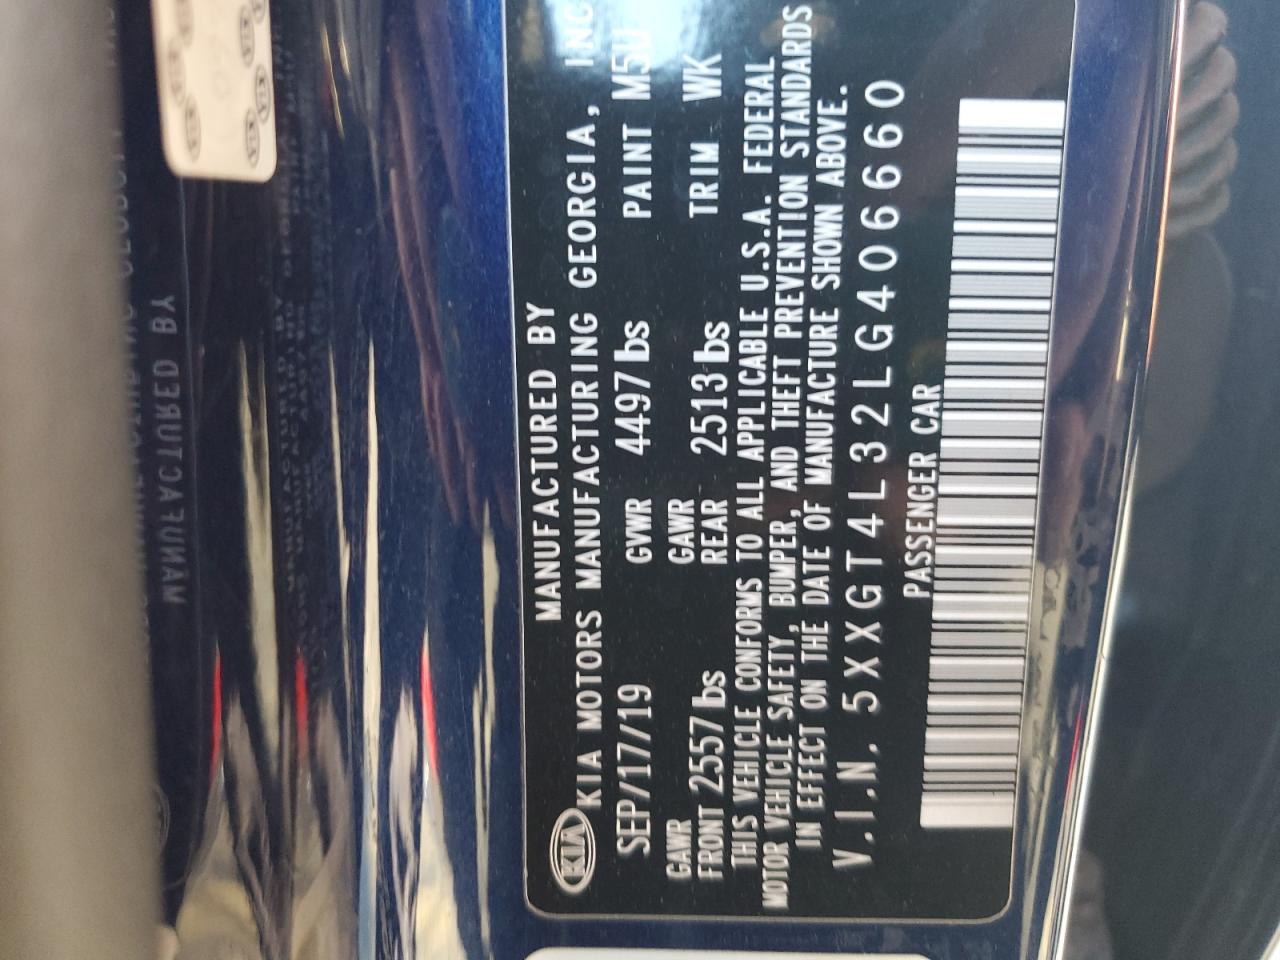 MANUFACTURED BY
KIA KIA MOTORS MANUFACTURING GEORGIA, INC
SEP/17/19 GVWR 4497 lbs PAINT M5U
GAWR GAWR
FRONT 2557 lbs REAR 2513 lbs TRIM WK
THIS VEHICLE CONFORMS TO ALL APPLICABLE U.S.A. FEDERAL
MOTOR VEHICLE SAFETY, BUMPER, AND THEFT PREVENTION STANDARDS
IN EFFECT ON THE DATE OF MANUFACTURE SHOWN ABOVE.
V.I.N. 5XXGT4L32LG406660
PASSENGER CAR